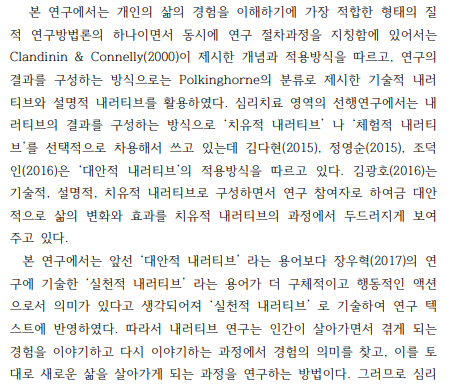 본 연구에서는 개인의 삶의 경험을 이해하기에 가장 적합한 형태의 질
적 연구방법론의 하나이면서 동시에 연구 절차과정을 지칭함에 있어서는
Clandinin & Connelly(2000)이 제시한 개념과 적용방식을 따르고, 연구의
결과를 구성하는 방식으로는 Polkinghorne의 분류로 제시한 기술적 내러
티브와 설명적 내러티브를 활용하였다. 심리치료 영역의 선행연구에서는 내
러티브의 결과를 구성하는 방식으로 ‘치유적 내러티브’ 나 ‘체험적 내러티
브’를 선택적으로 차용해서 쓰고 있는데 김다현(2015), 정영순(2015), 조덕
인(2016)은 ‘대안적 내러티브’의 적용방식을 따르고 있다. 김광호(2016)는
기술적, 설명적, 치유적 내러티브로 구성하면서 연구 참여자로 하여금 대안
적으로 삶의 변화와 효과를 치유적 내러티브의 과정에서 두드러지게 보여
주고 있다.
본 연구에서는 앞선 ‘대안적 내러티브’ 라는 용어보다 장우혁(2017)의 연
구에 기술한 ‘실천적 내러티브’ 라는 용어가 더 구체적이고 행동적인 액션
으로서 의미가 있다고 생각되어져 ‘실천적 내러티브’ 로 기술하여 연구 텍
스트에 반영하였다. 따라서 내러티브 연구는 인간이 살아가면서 겪게 되는
경험을 이야기하고 다시 이야기하는 과정에서 경험의 의미를 찾고, 이를 토
대로 새로운 삶을 살아가게 되는 과정을 연구하는 방법이다. 그러므로 심리